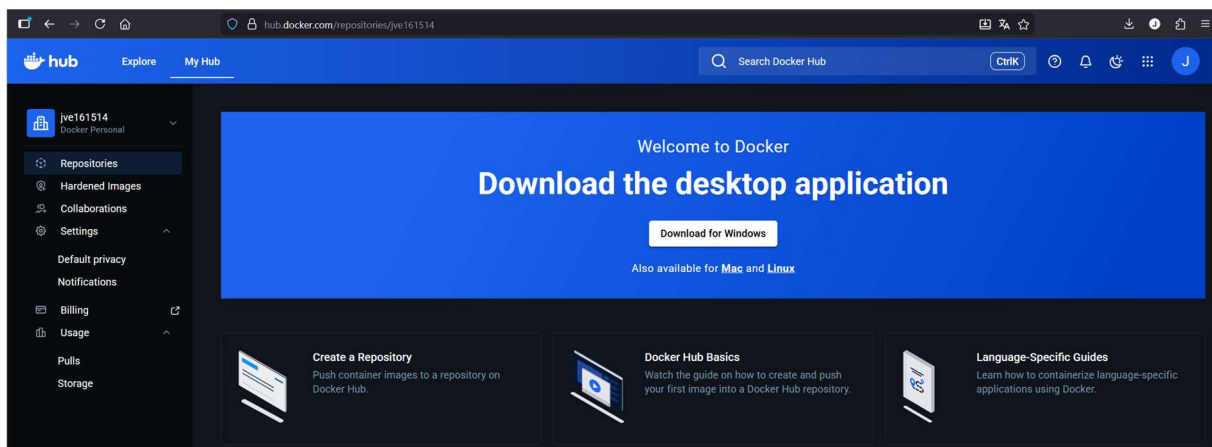 hub.docker.com/repositories/jve161514
hub
Explore
My Hub
Search Docker Hub
CtrlK
J
jve161514
Docker Personal
Repositories
Hardened Images
Collaborations
Settings
Default privacy
Notifications
Billing
Usage
Pulls
Storage
Welcome to Docker
Download the desktop application
Download for Windows
Also available for Mac and Linux
Create a Repository
Push container images to a repository on
Docker Hub.
Docker Hub Basics
Watch the guide on how to create and push
your first image into a Docker Hub repository.
Language-Specific Guides
Learn how to containerize language-specific
applications using Docker.